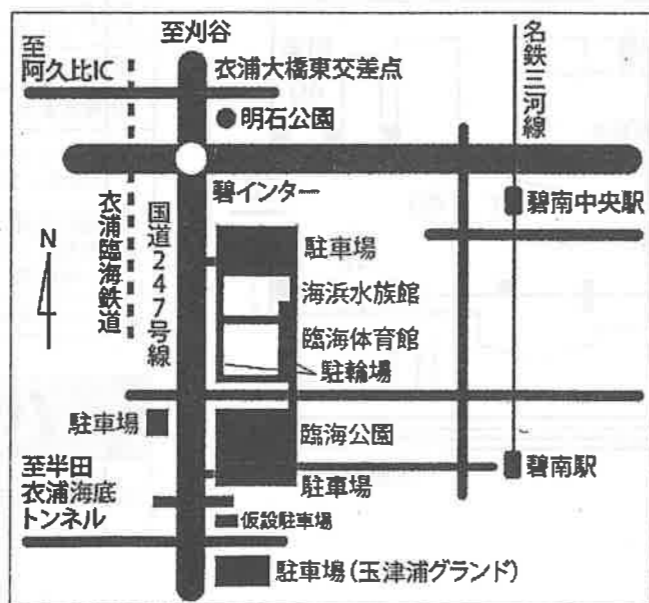 至刈谷
至
阿久比IC
衣浦大橋東交差点
名鉄三河線
明石公園
碧インター
碧南中央駅
衣浦臨海鉄道
国道247号線
N
駐車場
海浜水族館
臨海体育館
駐輪場
駐車場
臨海公園
至半田
衣浦海底
トンネル
駐車場
碧南駅
仮設駐車場
駐車場(玉津浦グランド)